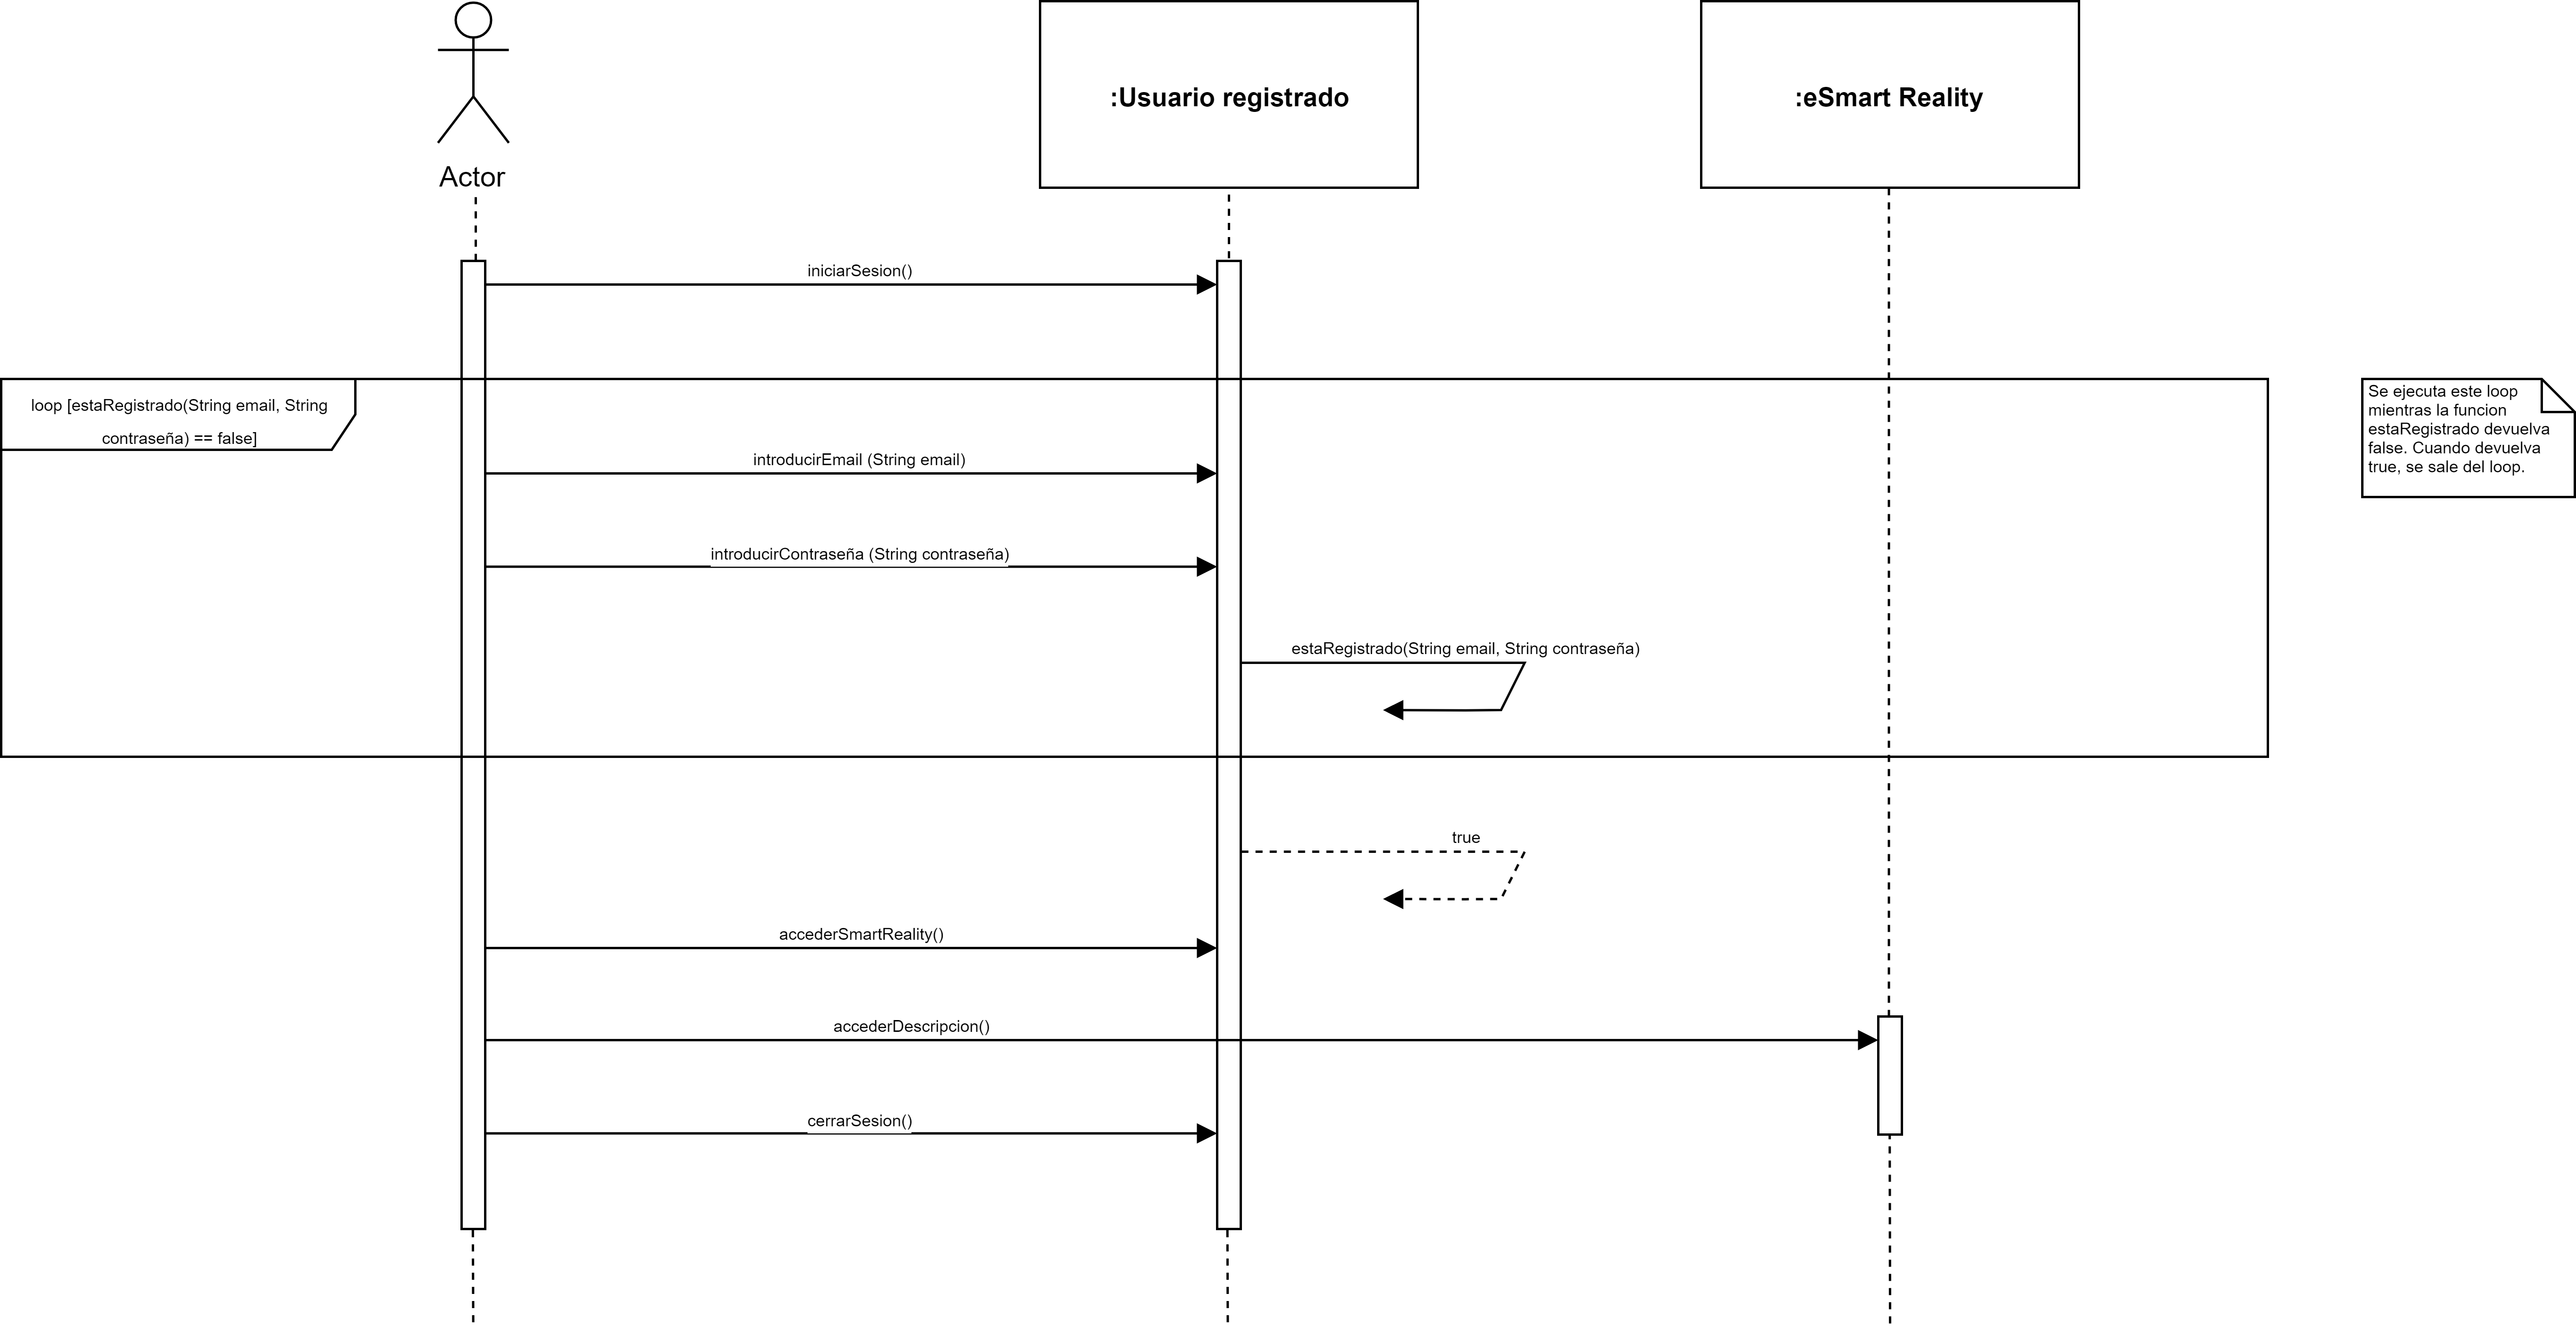 Actor
:Usuario registrado
:eSmart Reality
iniciarSesion()
loop [estaRegistrado(String email, String
contraseña) == false]
Se ejecuta este loop
mientras la funcion
estaRegistrado devuelva
false. Cuando devuelva
true, se sale del loop.
introducirEmail (String email)
introducirContraseña (String contraseña)
estaRegistrado(String email, String contraseña)
true
accederSmartReality()
accederDescripcion()
cerrarSesion()